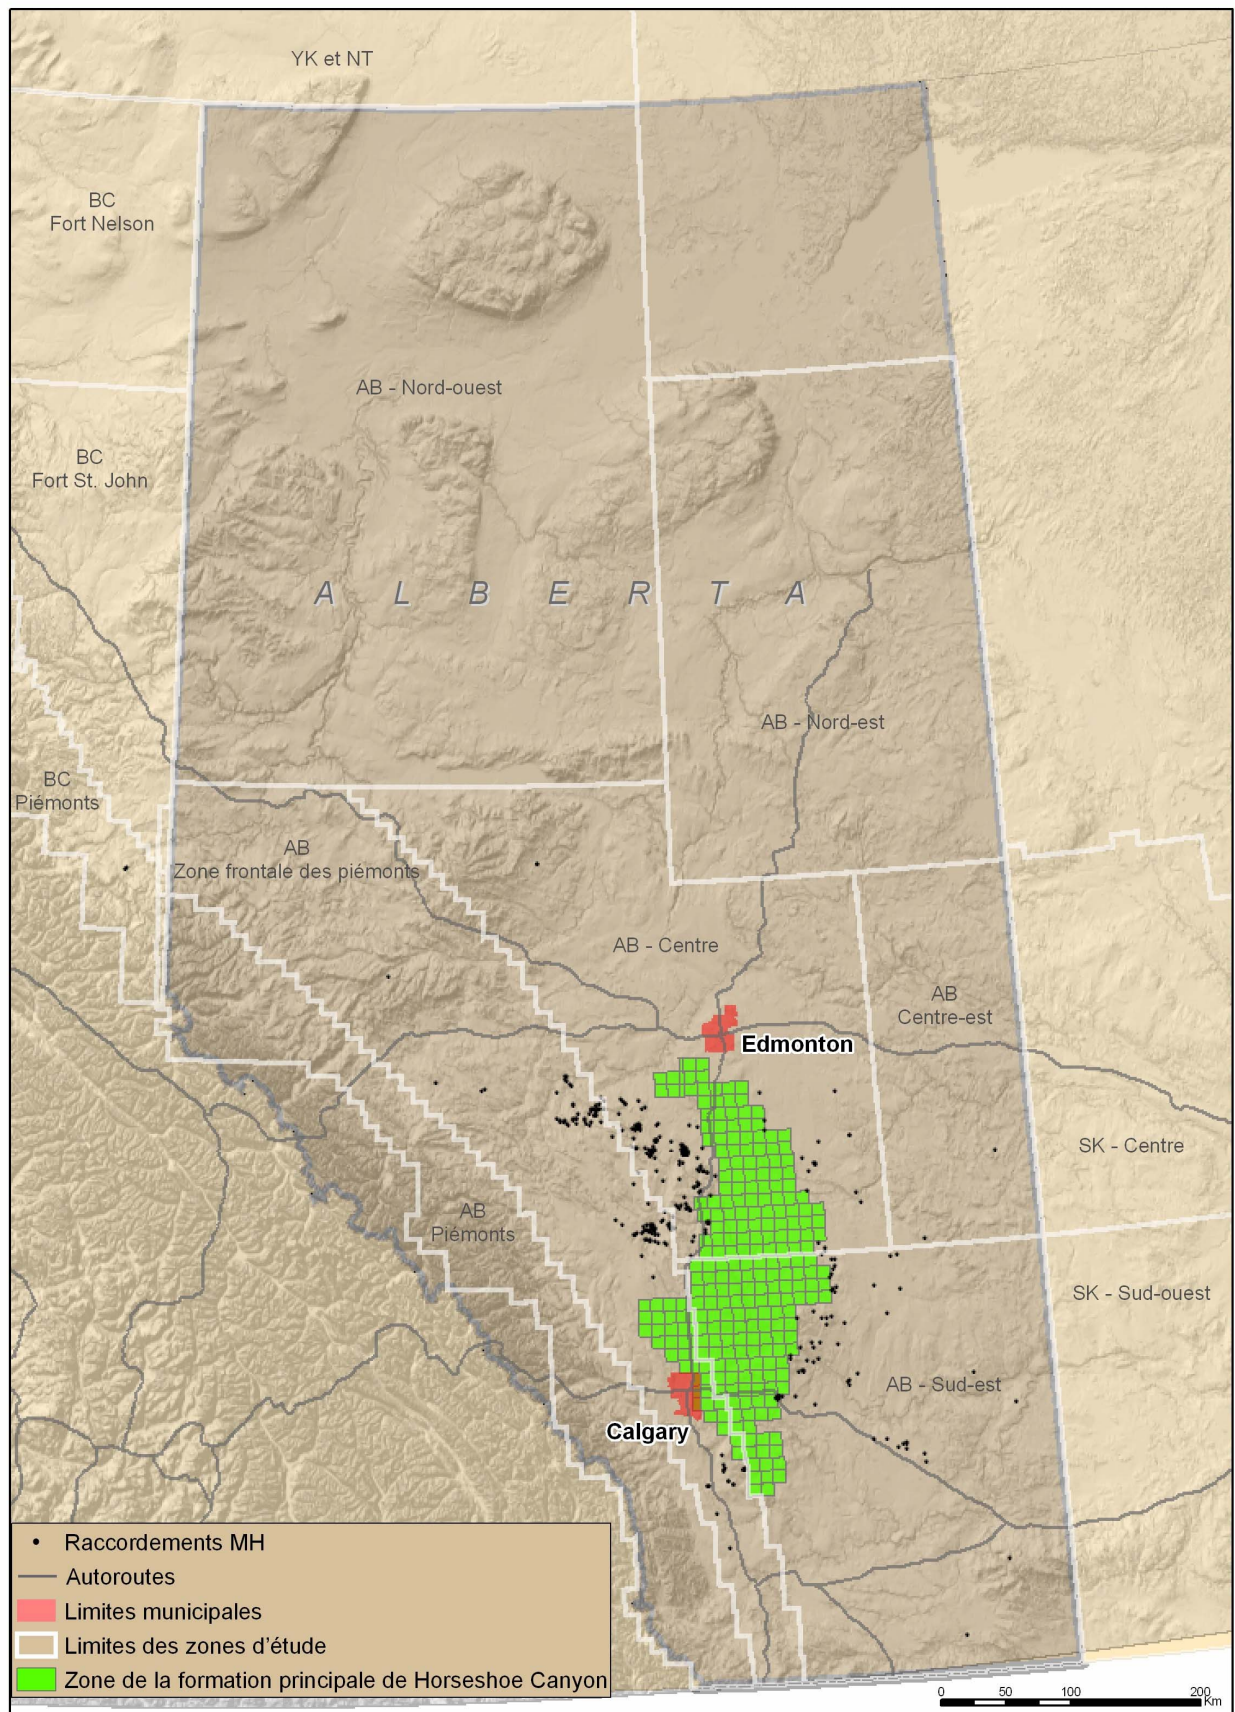 YK et NT
BC
Fort Nelson
AB - Nord-ouest
BC
Fort St. John
A L B E R T A
AB - Nord-est
BC
Piémonts
AB
Zone frontale des piémonts
AB - Centre
AB
Centre-est
Edmonton
SK - Centre
AB
Piémonts
SK - Sud-ouest
AB - Sud-est
Calgary
Raccordements MH
Autoroutes
Limites municipales
Limites des zones d'étude
Zone de la formation principale de Horseshoe Canyon
0 50 100 200
Km